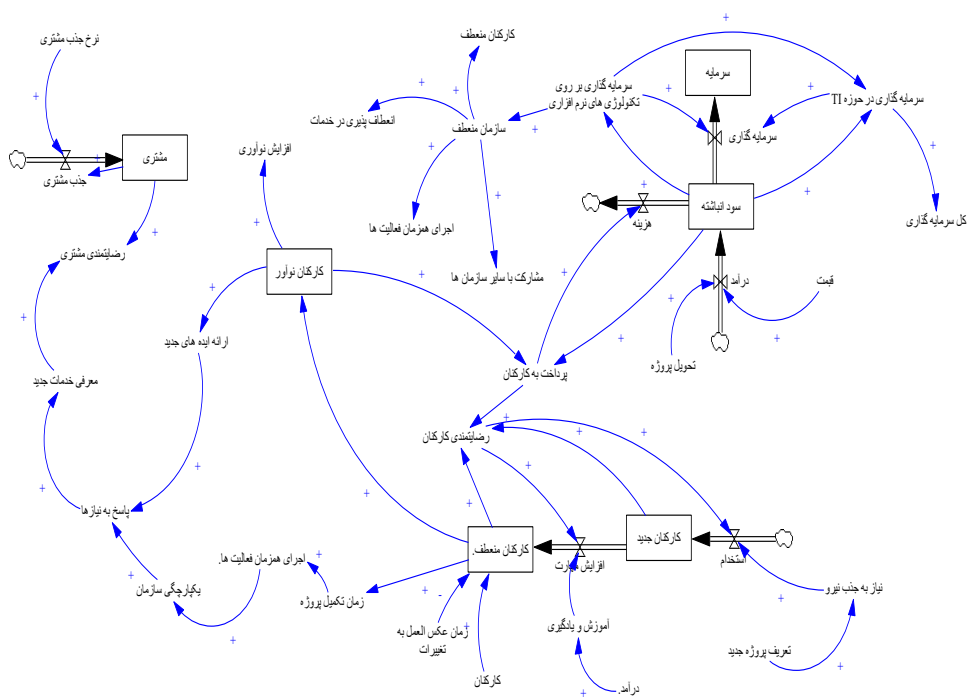 نرخ جذب مشتری
مشتری
جذب مشتری
رضایتمندی مشتری
معرفی خدمات جدید
پاسخ به نیازها
یکپارچگی سازمان
افزایش نوآوری
کارکنان نوآور
ارائه ایده های جدید
کارکنان منعطف
انعطاف پذیری در خدمات
سازمان منعطف
اجرای همزمان فعالیت ها
مشارکت با سایر سازمان ها
سرمایه
سرمایه گذاری بر روی
تکنولوژی های نرم افزاری
سرمایه گذاری
سرمایه گذاری در حوزه TI
کل سرمایه گذاری
سود انباشته
هزینه
درآمد
قیمت
تحویل پروژه
پرداخت به کارکنان
رضایتمندی کارکنان
کارکنان منعطف.
افزایش مهارت
کارکنان جدید
استخدام
نیاز به جذب نیرو
تعریف پروژه جدید
اجرای همزمان فعالیت ها.
زمان تکمیل پروژه
زمان عکس العمل به
تغییرات
کارکنان
آموزش و یادگیری
درآمد.